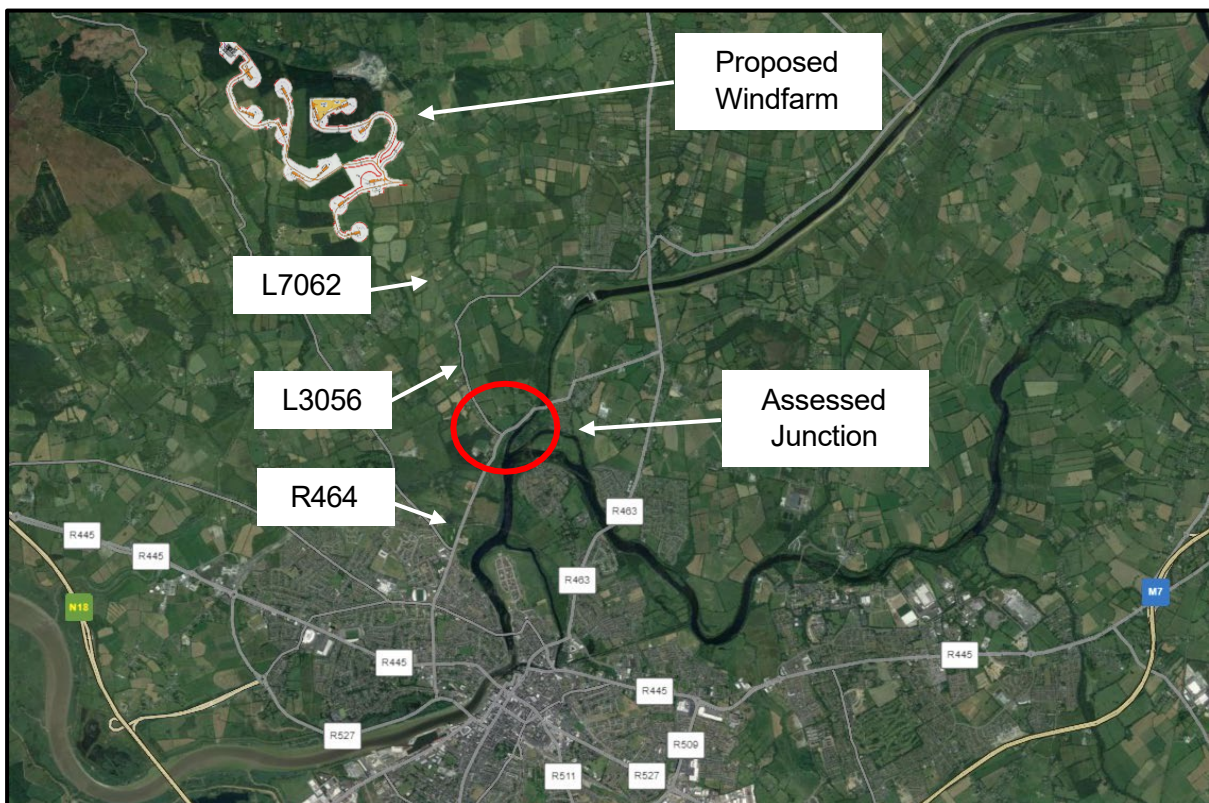 Proposed
Windfarm
L7062
L3056
Assessed
Junction
R464
R463
R445
R445
N18
R463
M7
R445
R445
R445
R527
R509
R511
R527